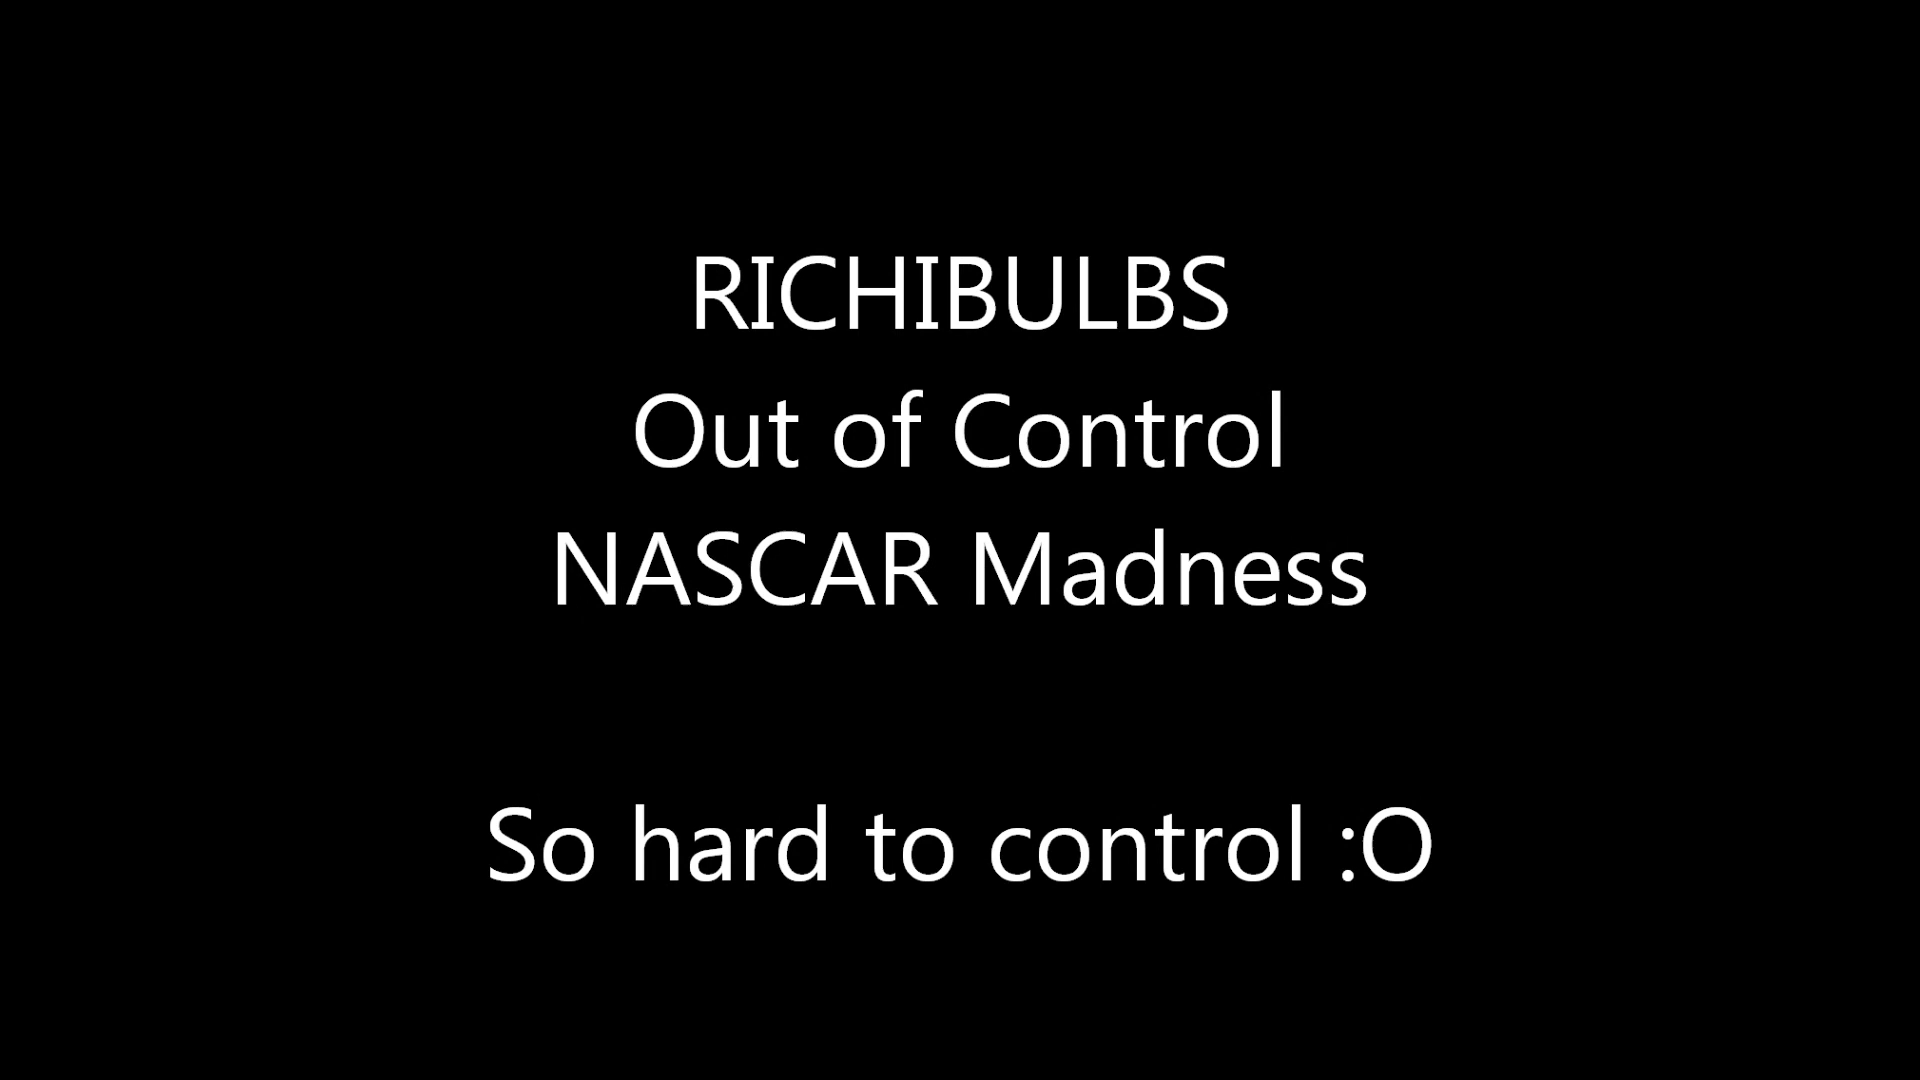 RICHIBULBS
Out of Control
NASCAR Madness
So hard to control :O